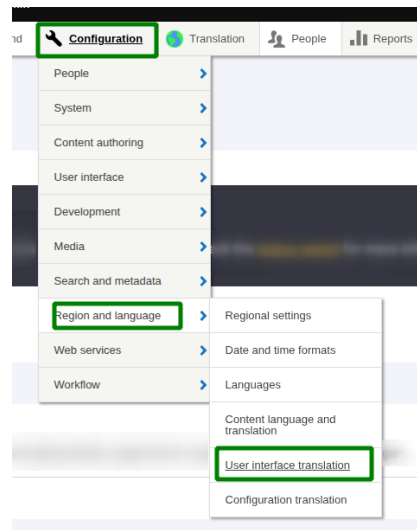 nd
Configuration
Translation
People
Reports
People
System
Content authoring
User interface
Development
Media
Search and metadata
Region and language
Regional settings
Web services
Date and time formats
Workflow
Languages
Content language and
translation
User interface translation
Configuration translation